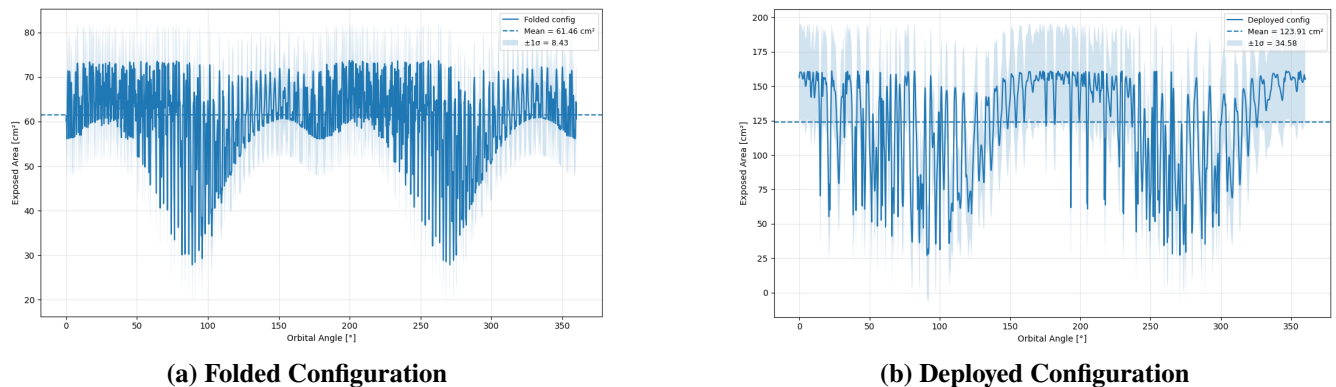 80
70
60
50
40
30
20
Exposed Area [cm²]
0 50 100 150 200 250 300 350
Orbital Angle [°]
Folded config
Mean = 61.46 cm²
±1σ = 8.43
(a) Folded Configuration
200
175
150
125
100
75
50
25
0
Exposed Area [cm²]
0 50 100 150 200 250 300 350
Orbital Angle [°]
Deployed config
Mean = 123.91 cm²
±1σ = 34.58
(b) Deployed Configuration